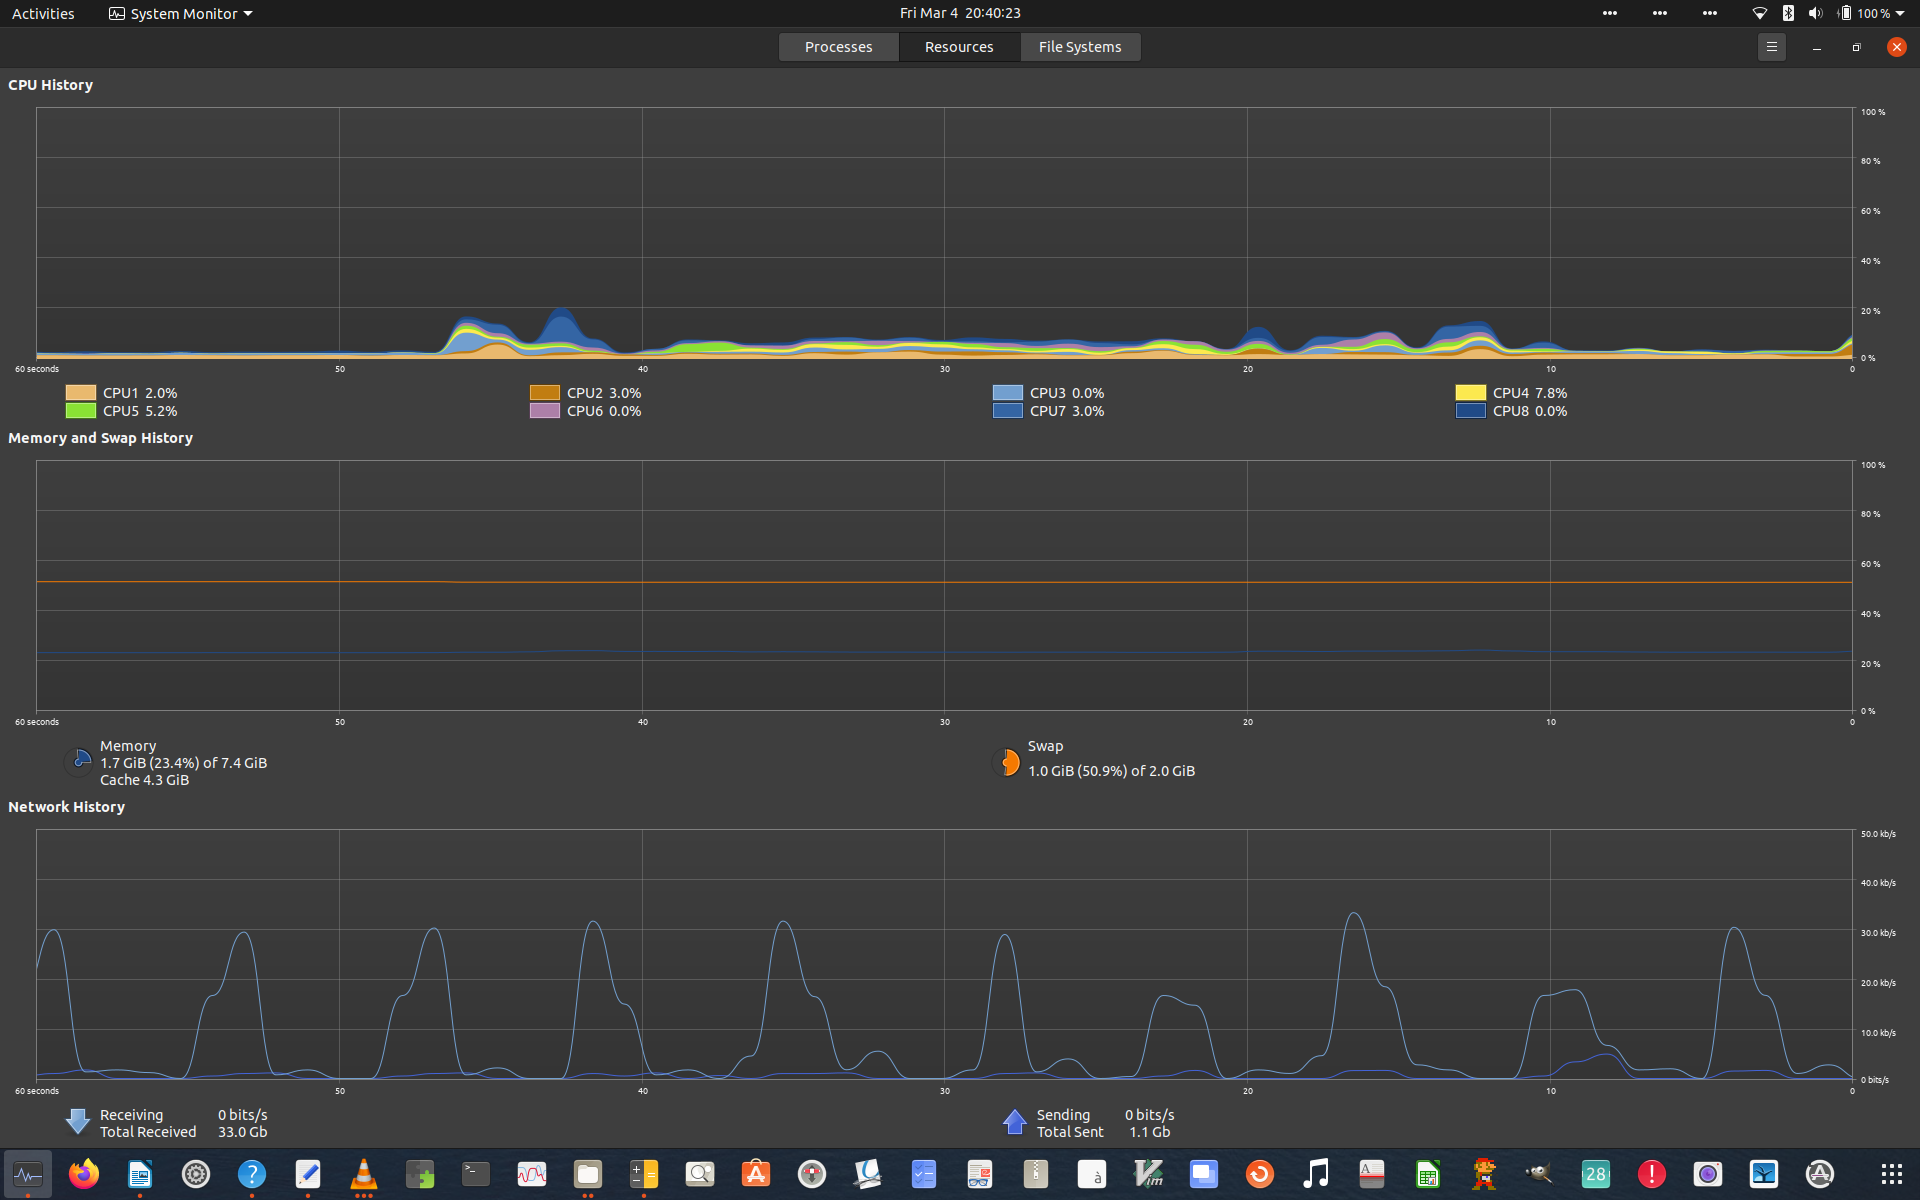 Activities System Monitor Fri Mar 4 20:40:23 100 %
Processes Resources File Systems
CPU History
100 %
80 %
60 %
40 %
20 %
0 %
60 seconds 50 40 30 20 10 0
CPU1 2.0% CPU2 3.0% CPU3 0.0% CPU4 7.8%
CPU5 5.2% CPU6 0.0% CPU7 3.0% CPU8 0.0%
Memory and Swap History
100 %
80 %
60 %
40 %
20 %
0 %
60 seconds 50 40 30 20 10 0
Memory
1.7 GiB (23.4%) of 7.4 GiB
Cache 4.3 GiB
Swap
1.0 GiB (50.9%) of 2.0 GiB
Network History
50.0 kb/s
40.0 kb/s
30.0 kb/s
20.0 kb/s
10.0 kb/s
0 bits/s
60 seconds 50 40 30 20 10 0
Receiving 0 bits/s
Total Received 33.0 Gb
Sending 0 bits/s
Total Sent 1.1 Gb
? >_ A à Vim A 28 ! A